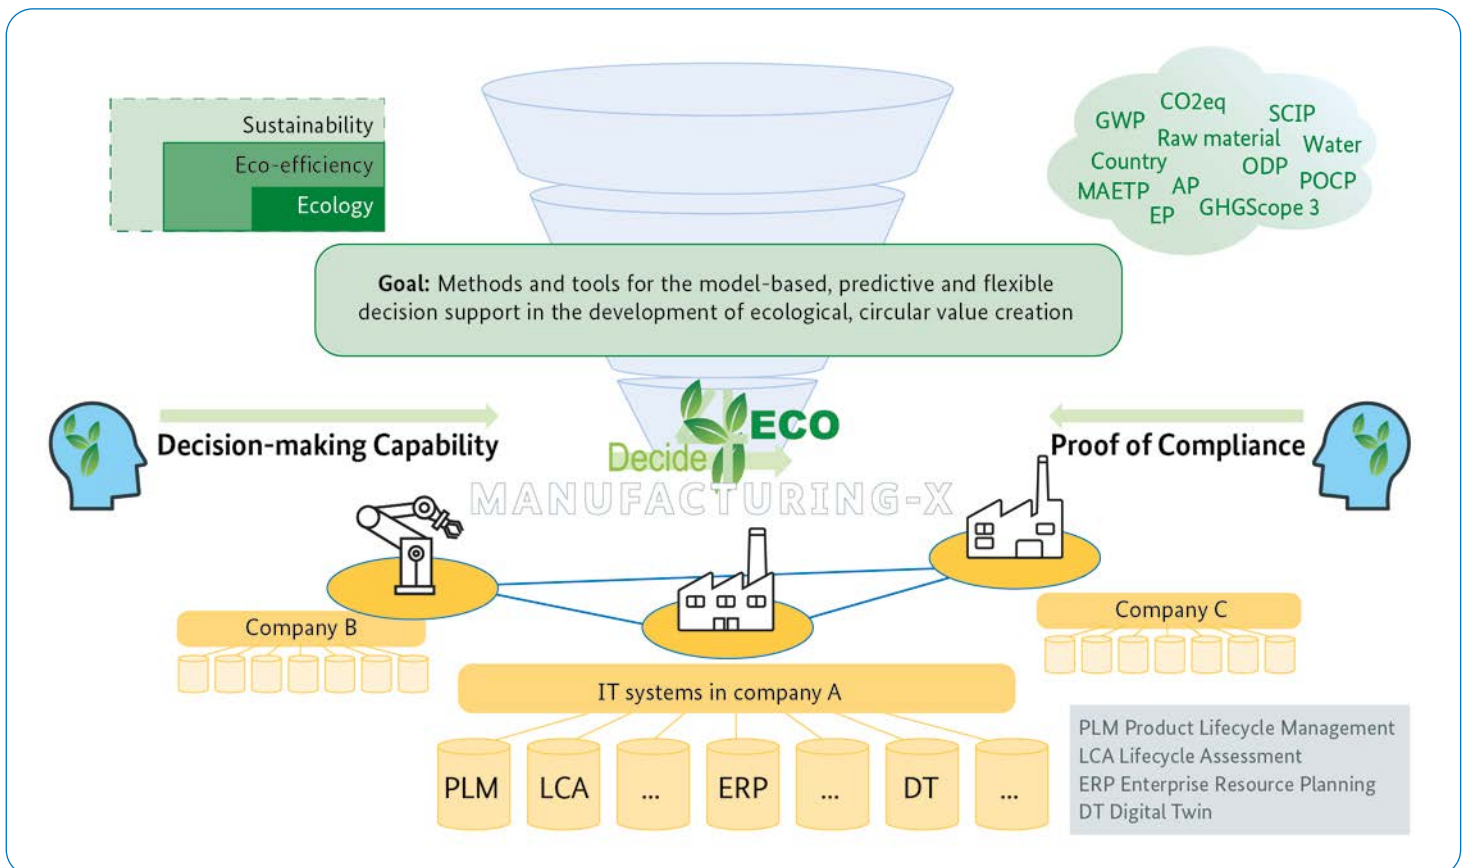 Sustainability
Eco-efficiency
Ecology
CO2eq
GWP
SCIP
Raw material
Water
Country
ODP
MAETP
AP
POCP
EP
GHGScope 3
Goal: Methods and tools for the model-based, predictive and flexible
decision support in the development of ecological, circular value creation
Decision-making Capability
4
ECO
Decide
Proof of Compliance
MANUFACTURING-X
Company B
Company C
IT systems in company A
PLM
LCA
...
ERP
...
DT
...
PLM Product Lifecycle Management
LCA Lifecycle Assessment
ERP Enterprise Resource Planning
DT Digital Twin